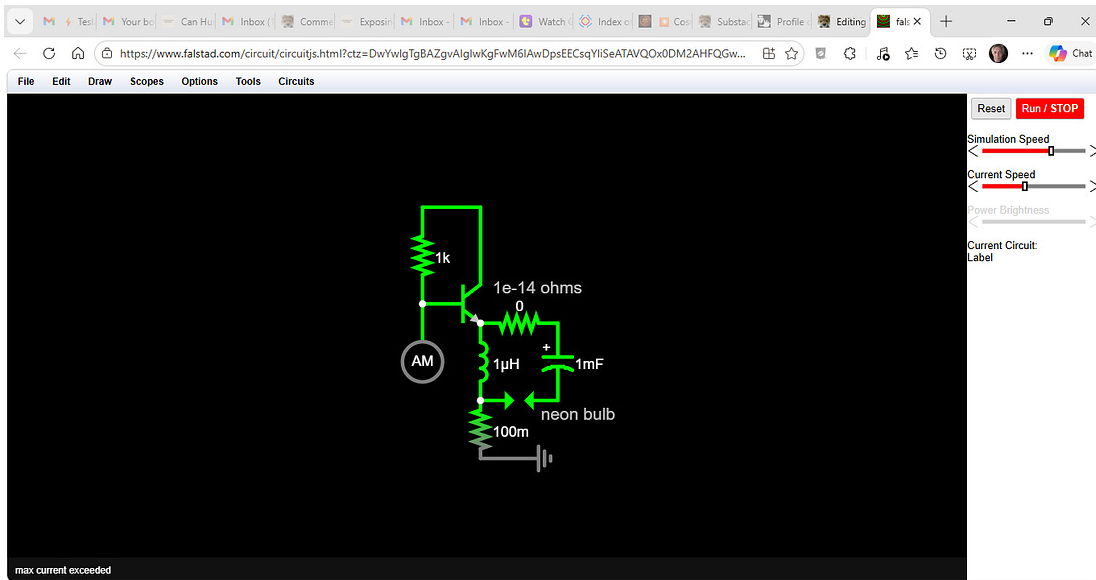 Tesl
Your bo
Can Hu
Inbox (
Comme
Exposin
Inbox -
Inbox -
Watch
Index o
Cos
Substac
Profile
Editing
fals
https://www.falstad.com/circuit/circuitjs.html?ctz=DwYwlgTgBAZgvAIgIwKgFwM6IAwDpsEECsqYIiSeATAVQOx0DM2AHFQGw...
Chat
File Edit Draw Scopes Options Tools Circuits
Reset Run / STOP
Simulation Speed
Current Speed
Power Brightness
Current Circuit:
Label
1k
1e-14 ohms
0
AM
+
1μH
1mF
neon bulb
100m
max current exceeded